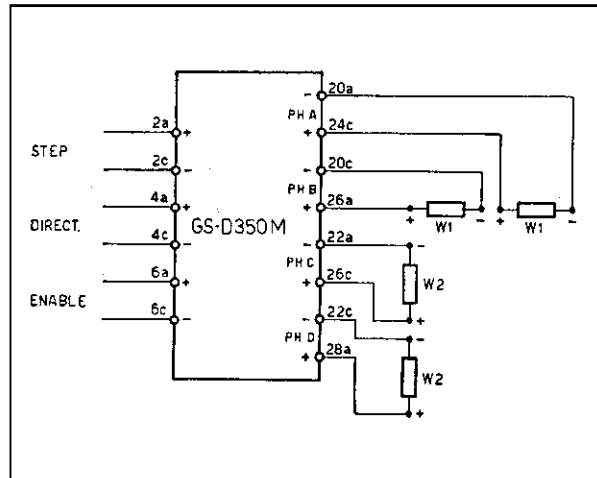 20a
−
PH A
2a
+
24c
+
STEP
2c
−
20c
−
PH B
4a
+
26a
+
+
W1
−
+
W1
−
DIRECT.
GS-D350M
4c
−
22a
−
−
PH C
6a
+
26c
+
W2
ENABLE
6c
−
22c
−
+
−
PH D
28a
+
W2
+